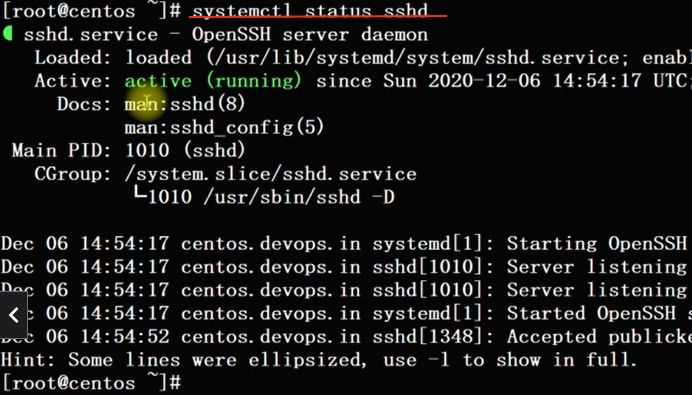 [root@centos ~]# systemctl status sshd
sshd.service - OpenSSH server daemon
Loaded: loaded (/usr/lib/systemd/system/sshd.service; enabl
Active: active (running) since Sun 2020-12-06 14:54:17 UTC;
Docs: man:sshd(8)
man:sshd_config(5)
Main PID: 1010 (sshd)
CGroup: /system.slice/sshd.service
└─1010 /usr/sbin/sshd -D
Dec 06 14:54:17 centos.devops.in systemd[1]: Starting OpenSSH
Dec 06 14:54:17 centos.devops.in sshd[1010]: Server listening
Dec 06 14:54:17 centos.devops.in sshd[1010]: Server listening
Dec 06 14:54:17 centos.devops.in systemd[1]: Started OpenSSH s
Dec 06 14:54:52 centos.devops.in sshd[1348]: Accepted publicke
Hint: Some lines were ellipsized, use -l to show in full.
[root@centos ~]#